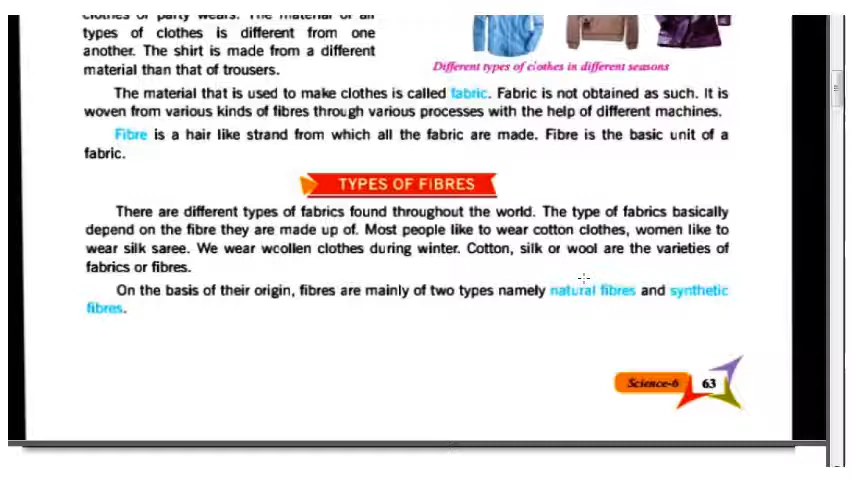 clothes or party wears. The material of all
types of clothes is different from one
another. The shirt is made from a different
material than that of trousers.
Different types of clothes in different seasons
The material that is used to make clothes is called fabric. Fabric is not obtained as such. It is
woven from various kinds of fibres through various processes with the help of different machines.
Fibre is a hair like strand from which all the fabric are made. Fibre is the basic unit of a
fabric.
TYPES OF FIBRES
There are different types of fabrics found throughout the world. The type of fabrics basically
depend on the fibre they are made up of. Most people like to wear cotton clothes, women like to
wear silk saree. We wear woollen clothes during winter. Cotton, silk or wool are the varieties of
fabrics or fibres.
On the basis of their origin, fibres are mainly of two types namely natural fibres and synthetic
fibres.
Science-6 63